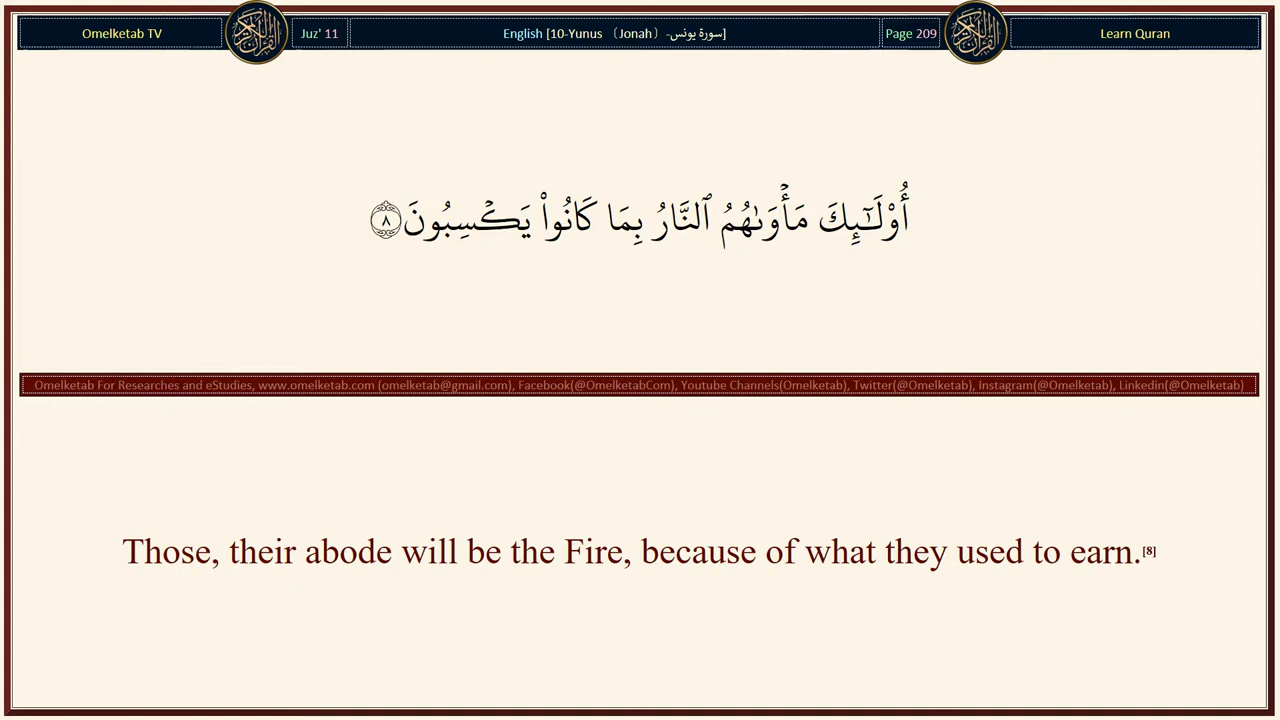 Omelketab TV
Juz' 11
English [10-Yunus (Jonah) -سورة يونس]
Page 209
Learn Quran
أُوْلَٰٓئِكَ مَأۡوَىٰهُمُ ٱلنَّارُ بِمَا كَانُواْ يَكۡسِبُونَ ٨
Omelketab For Researches and eStudies, www.omelketab.com (omelketab@gmail.com), Facebook(@OmelketabCom), Youtube Channels(Omelketab), Twitter(@Omelketab), Instagram(@Omelketab), Linkedin(@Omelketab)
Those, their abode will be the Fire, because of what they used to earn.[8]